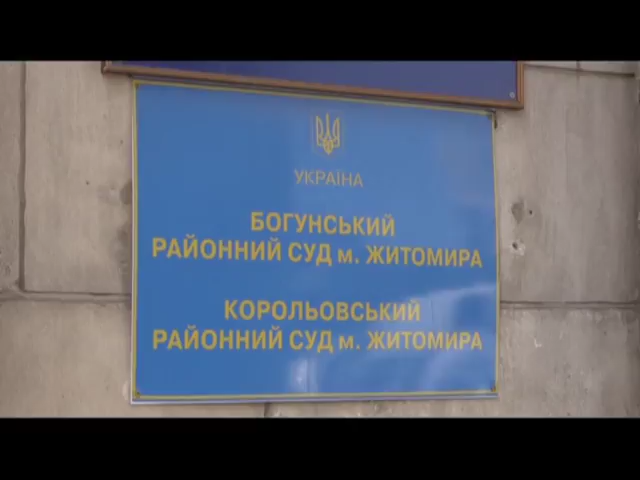 УКРАЇНА
БОГУНСЬКИЙ
РАЙОННИЙ СУД м. ЖИТОМИРА
КОРОЛЬОВСЬКИЙ
РАЙОННИЙ СУД м. ЖИТОМИРА